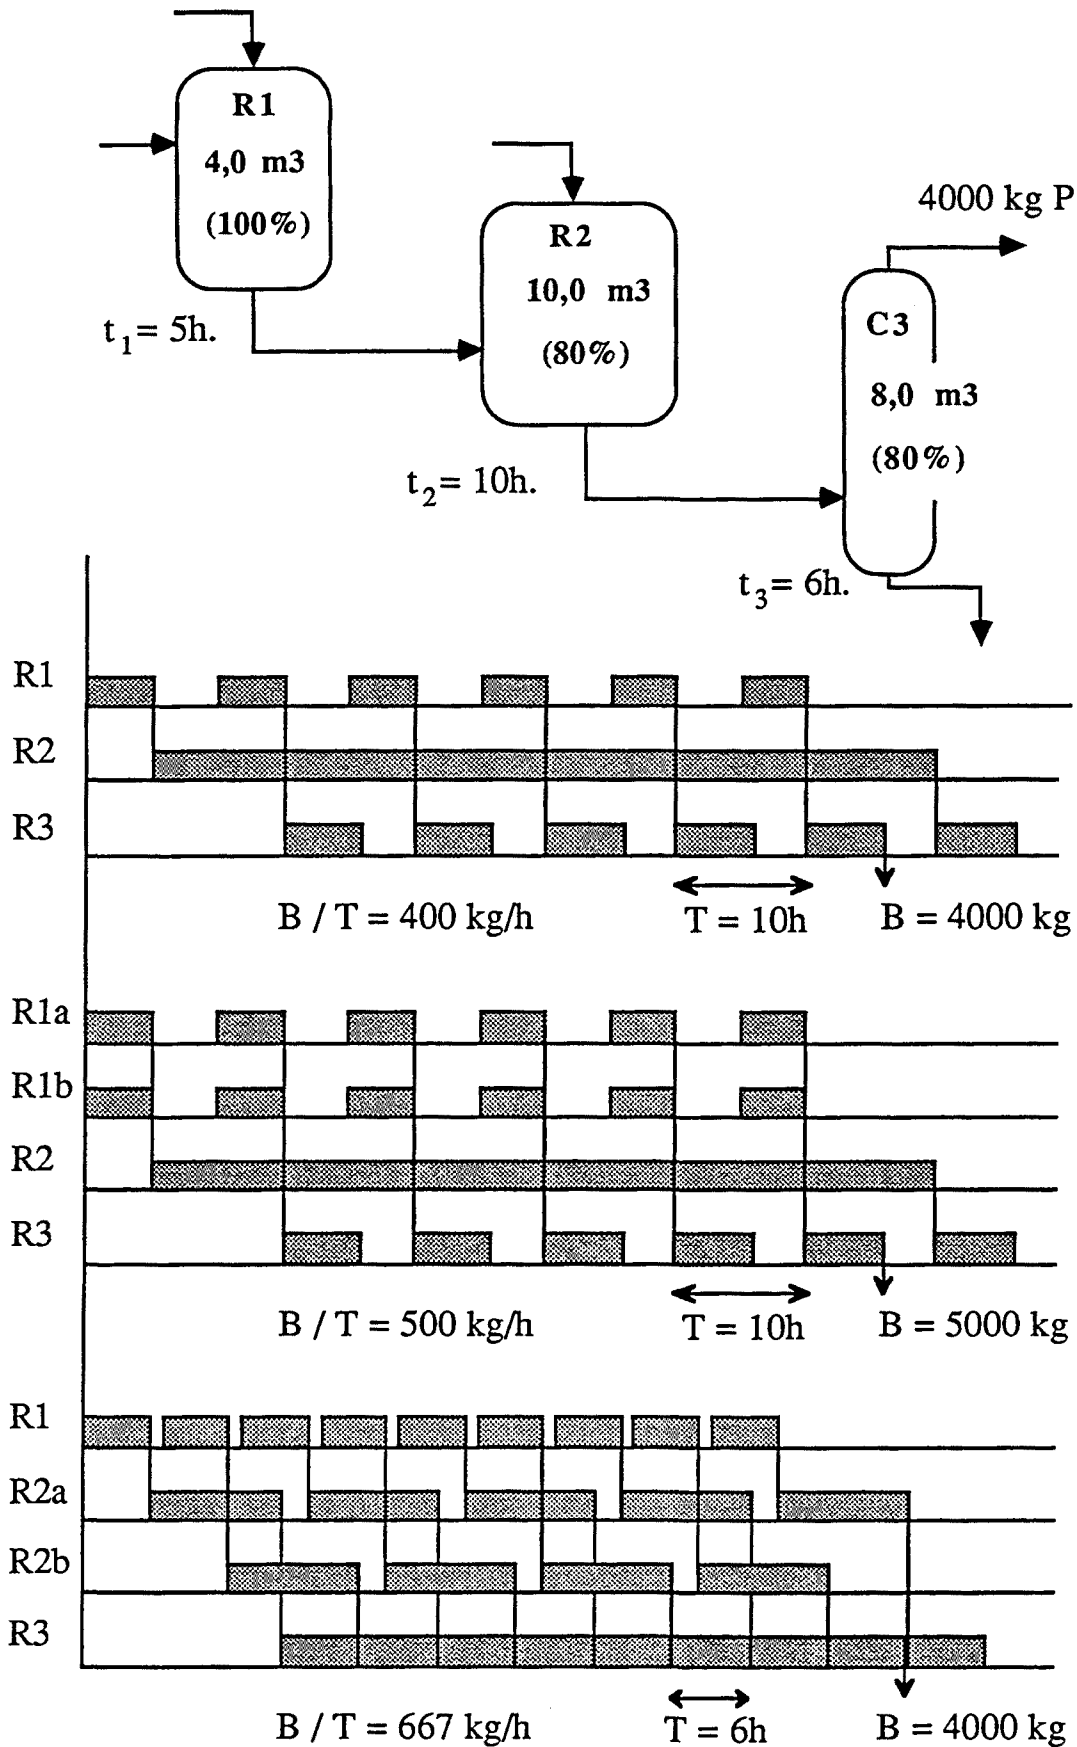 R1
4,0 m3
(100%)
R2
10,0 m3
(80%)
4000 kg P
C3
8,0 m3
(80%)
t1= 5h.
t2= 10h.
t3= 6h.
R1
R2
R3
B / T = 400 kg/h T = 10h B = 4000 kg
R1a
R1b
R2
R3
B / T = 500 kg/h T = 10h B = 5000 kg
R1
R2a
R2b
R3
B / T = 667 kg/h T = 6h B = 4000 kg